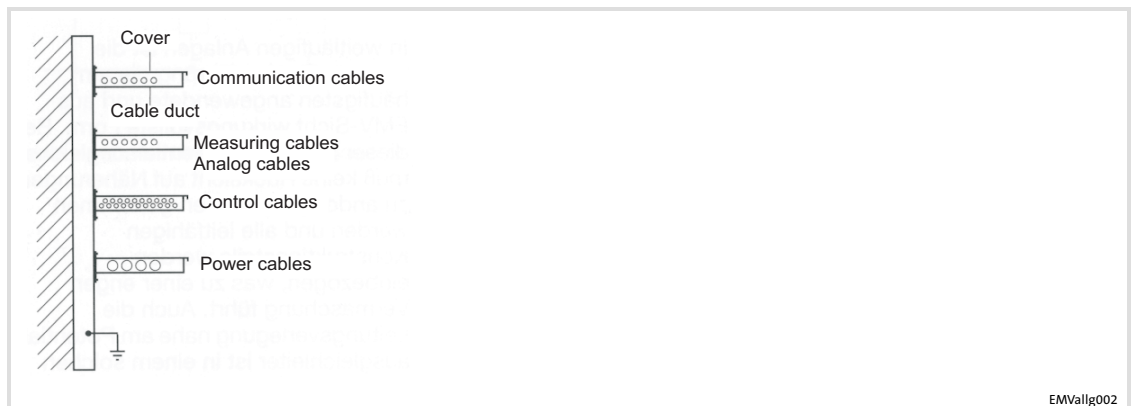 Cover
Communication cables
Cable duct
Measuring cables
Analog cables
Control cables
Power cables
EMVallg002